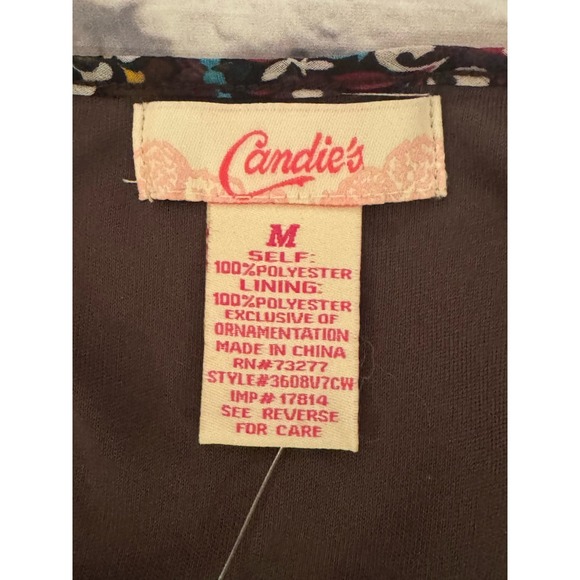 Candie's
M
SELF:
100%POLYESTER
LINING:
100%POLYESTER
EXCLUSIVE OF
ORNAMENTATION
MADE IN CHINA
RN#73277
STYLE#3608V7CW
IMP# 17814
SEE REVERSE
FOR CARE